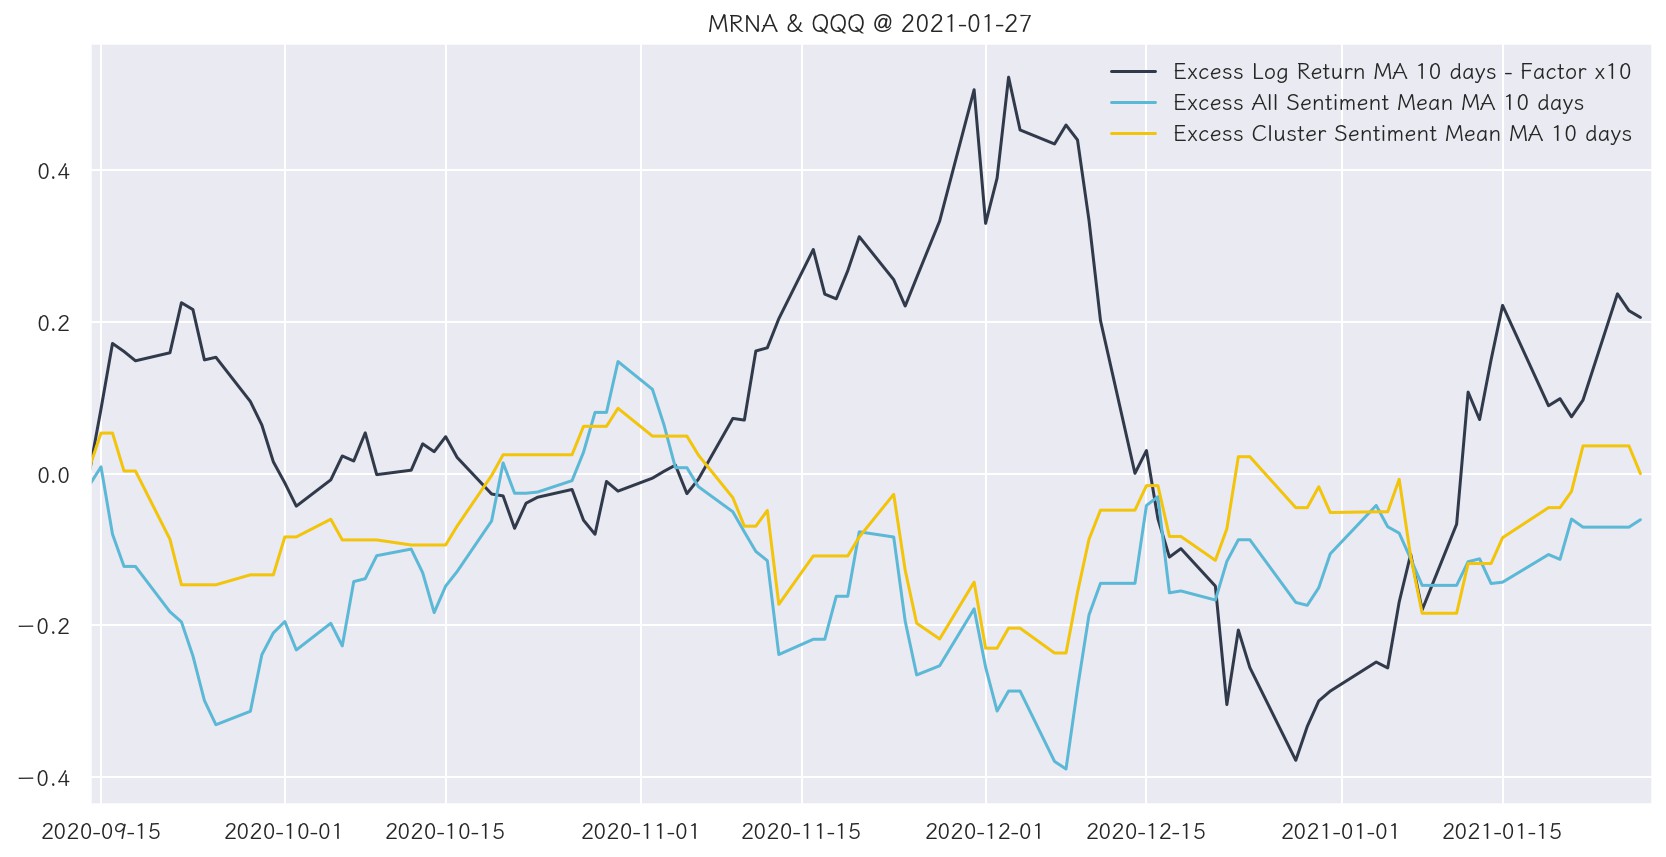 MRNA & QQQ @ 2021-01-27
Excess Log Return MA 10 days - Factor x10
Excess All Sentiment Mean MA 10 days
Excess Cluster Sentiment Mean MA 10 days
0.4
0.2
0.0
−0.2
−0.4
2020-09-15 2020-10-01 2020-10-15 2020-11-01 2020-11-15 2020-12-01 2020-12-15 2021-01-01 2021-01-15